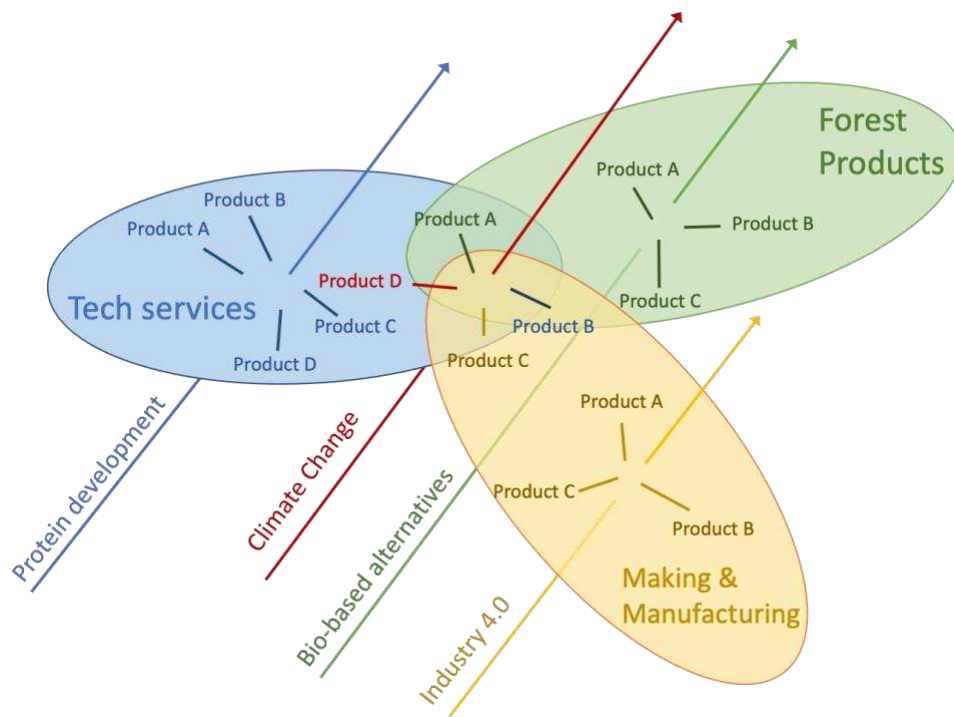 Forest
Products
Product A
Product B
Product C
Product B
Product A
Tech services
Product C
Product D
Product A
Product D
Product B
Product C
Product A
Product C
Product B
Making &
Manufacturing
Protein development
Climate Change
Bio-based alternatives
Industry 4.0